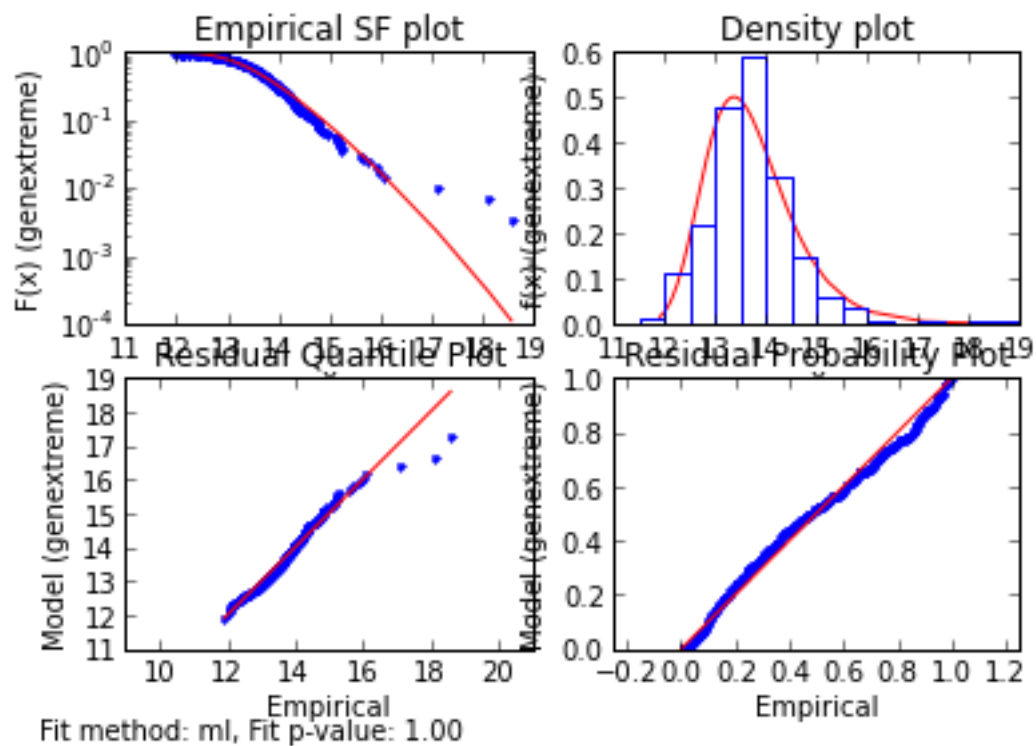 Empirical SF plot
F(x) (genextreme)
10^0
10^-1
10^-2
10^-3
10^-4
11 12 13 14 15 16 17 18 19
Density plot
f(x) (genextreme)
0.6
0.5
0.4
0.3
0.2
0.1
0.0
11 12 13 14 15 16 17 18 19
Residual Quantile Plot
Model (genextreme)
19
18
17
16
15
14
13
12
11
10 12 14 16 18 20
Empirical
Residual Probability Plot
Model (genextreme)
1.0
0.8
0.6
0.4
0.2
0.0
−0.2 0.0 0.2 0.4 0.6 0.8 1.0 1.2
Empirical
Fit method: ml, Fit p-value: 1.00